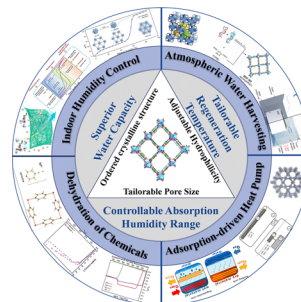 Indoor Humidity Control
Atmospheric Water Harvesting
Superior
Water Capacity
Ordered crystalline structure
Adjustable Hydrophilicity
Tailorable
Regeneration
Temperature
Tailorable Pore Size
Controllable Absorption
Humidity Range
Dehydration of Chemicals
Adsorption-driven Heat Pump